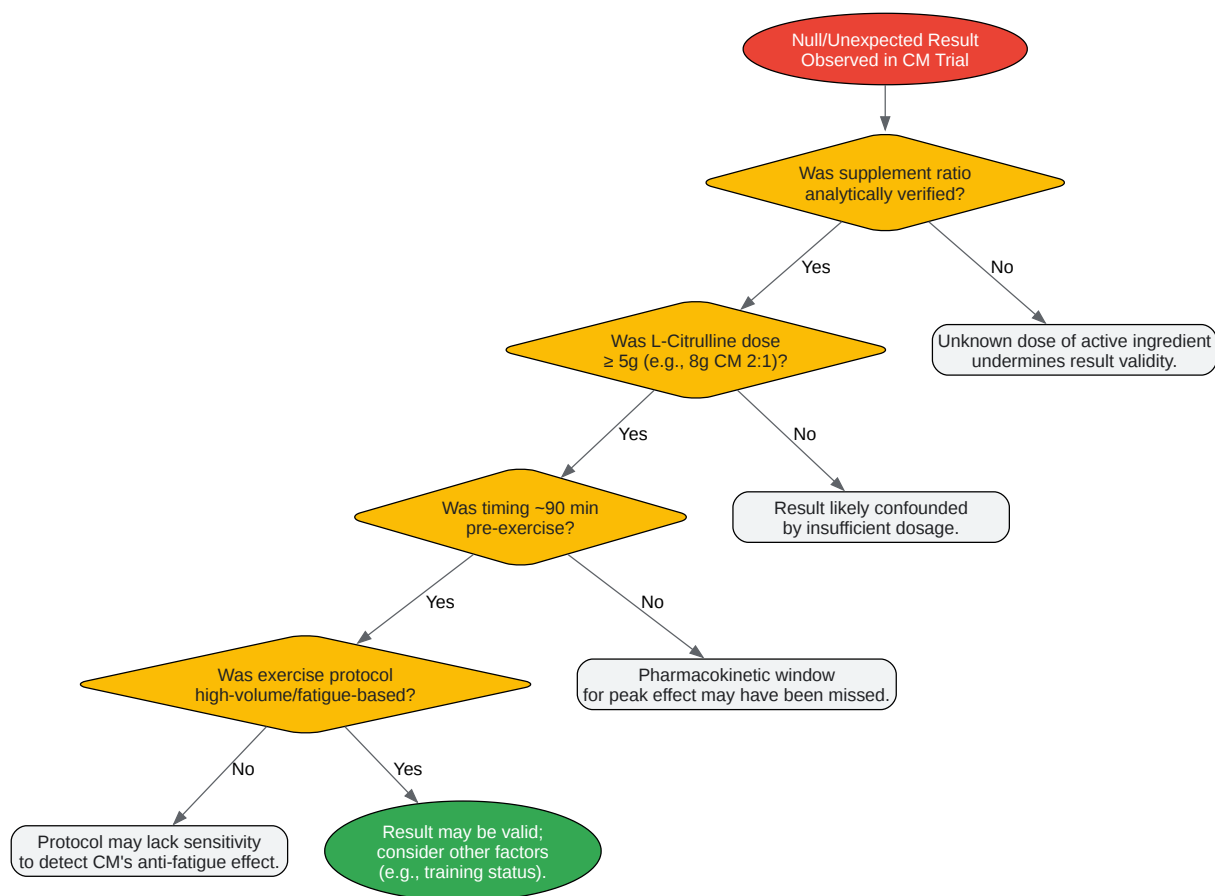 Null/Unexpected Result
Observed in CM Trial
Was supplement ratio
analytically verified?
Yes
No
Was L-Citrulline dose
≥ 5g (e.g., 8g CM 2:1)?
Unknown dose of active ingredient
undermines result validity.
Yes
No
Was timing ~90 min
pre-exercise?
Result likely confounded
by insufficient dosage.
Yes
No
Was exercise protocol
high-volume/fatigue-based?
Pharmacokinetic window
for peak effect may have been missed.
No
Yes
Protocol may lack sensitivity
to detect CM's anti-fatigue effect.
Result may be valid;
consider other factors
(e.g., training status).